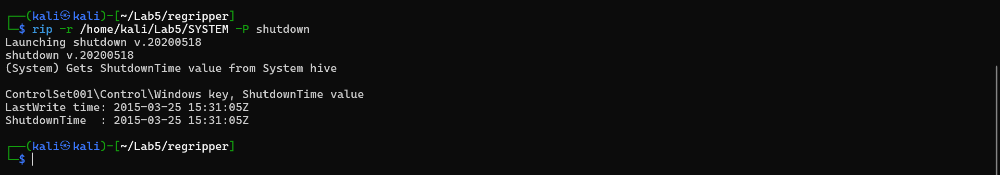 ┌──(kali㉿kali)-[~/Lab5/regripper]
└─$ rip -r /home/kali/Lab5/SYSTEM -P shutdown
Launching shutdown v.20200518
shutdown v.20200518
(System) Gets ShutdownTime value from System hive
ControlSet001\Control\Windows key, ShutdownTime value
LastWrite time: 2015-03-25 15:31:05Z
ShutdownTime  : 2015-03-25 15:31:05Z
┌──(kali㉿kali)-[~/Lab5/regripper]
└─$